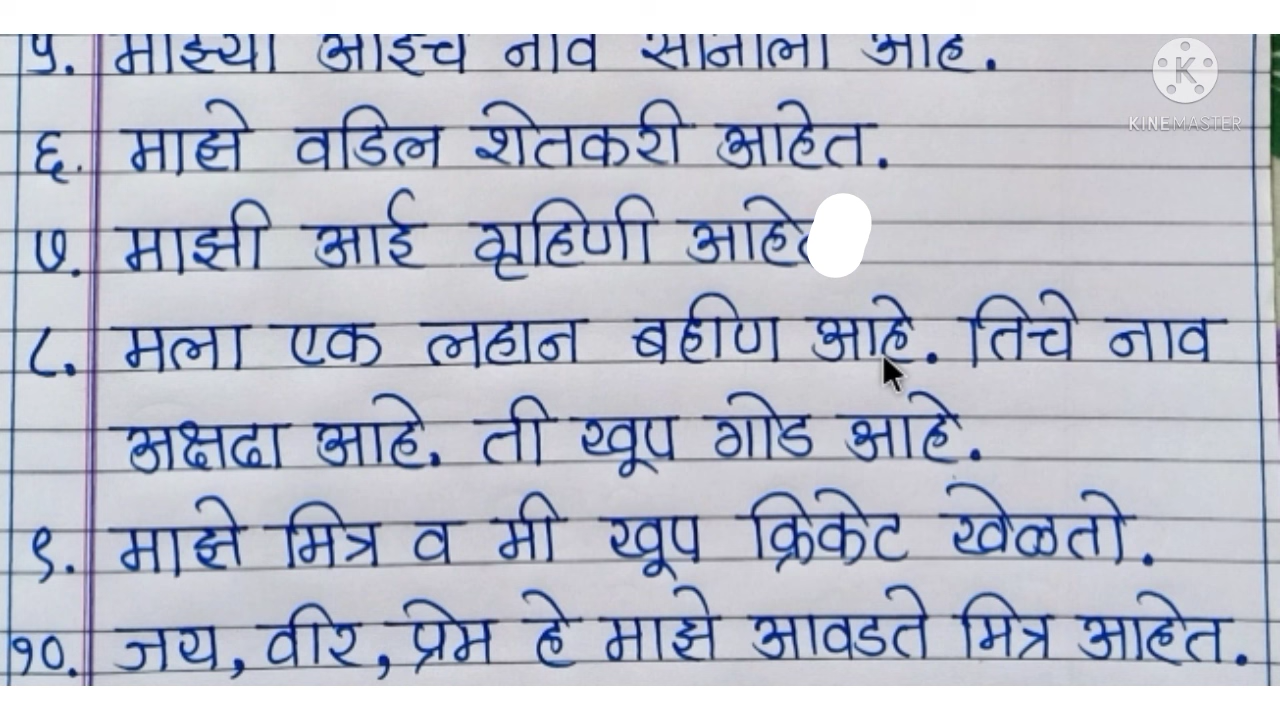 ५. माझ्या आईचे नाव सोनाली आहे.
KINEMASTER
६. माझे वडिल शेतकरी आहेत.
७. माझी आई गृहिणी आहे
८. मला एक लहान बहीण आहे. तिचे नाव
अक्षदा आहे. ती खूप गोड आहे.
९. माझे मित्र व मी खूप क्रिकेट खेळतो.
१०. जय, वीर, प्रेम हे माझे आवडते मित्र आहेत.